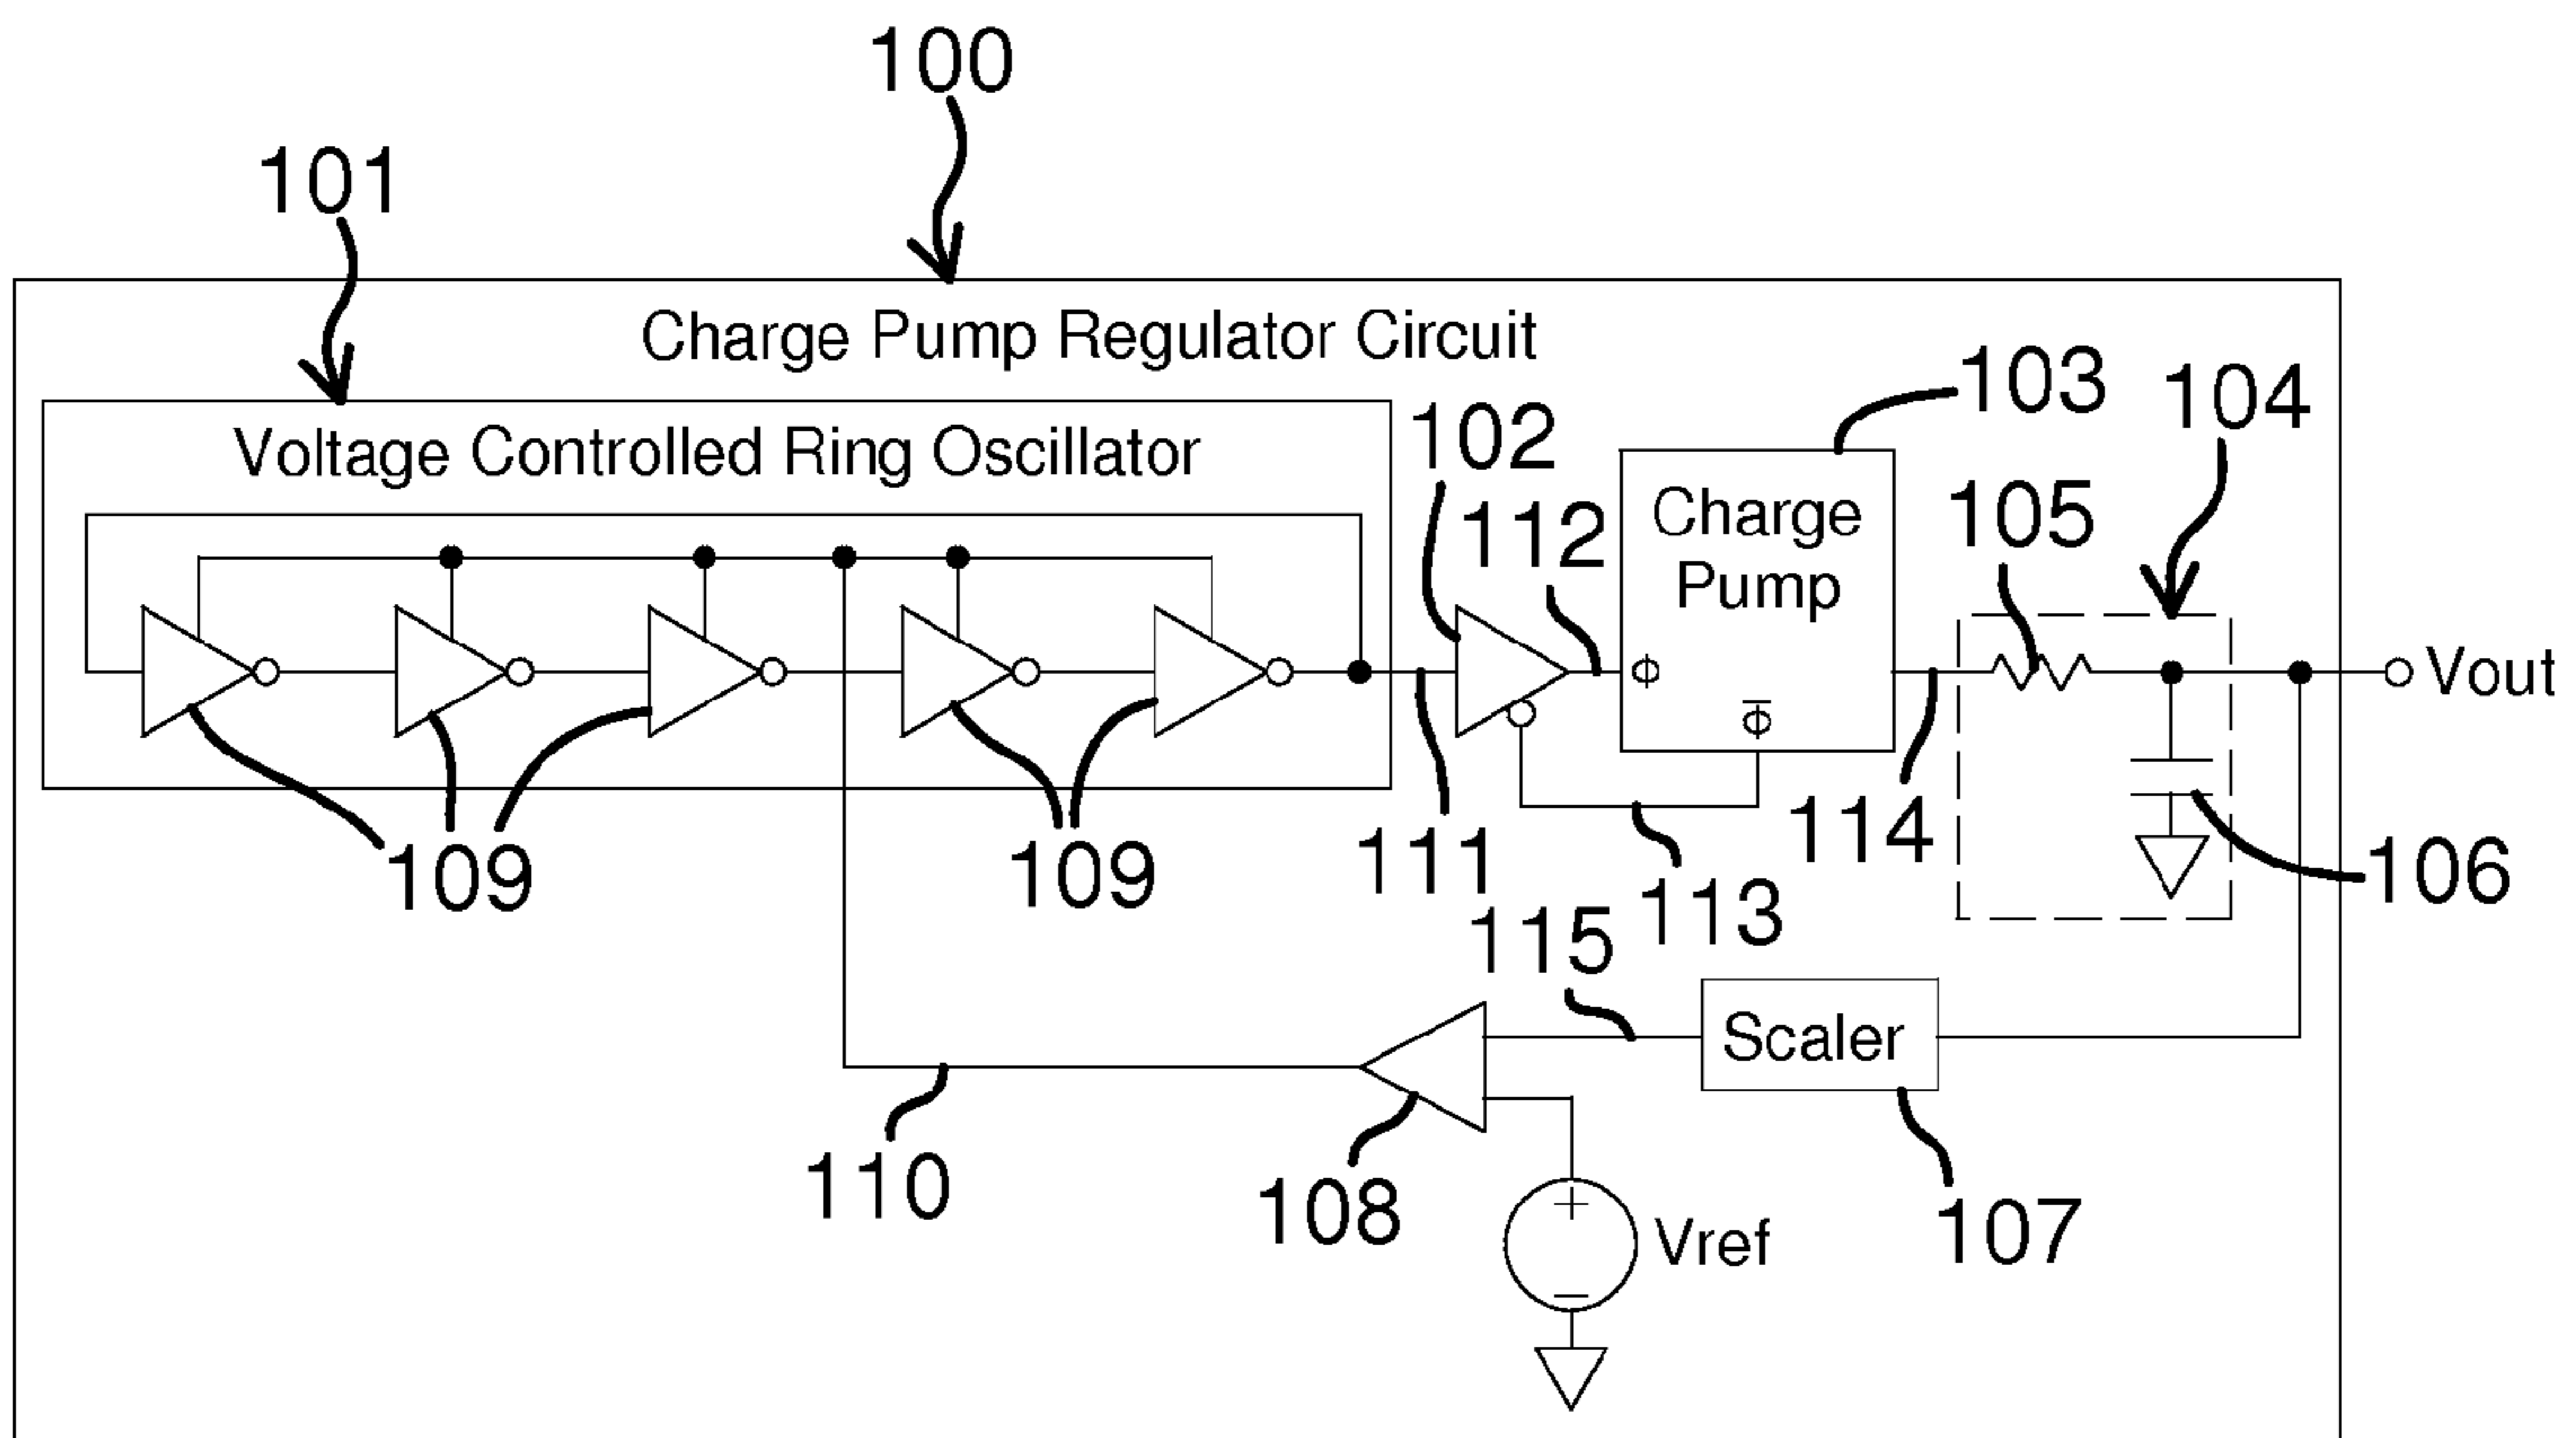 100
101
Charge Pump Regulator Circuit
103
104
102
Voltage Controlled Ring Oscillator
112
Charge
Pump
105
Φ
Φ̅
Vout
109
109
111
113
114
106
115
Scaler
110
108
+
−
Vref
107